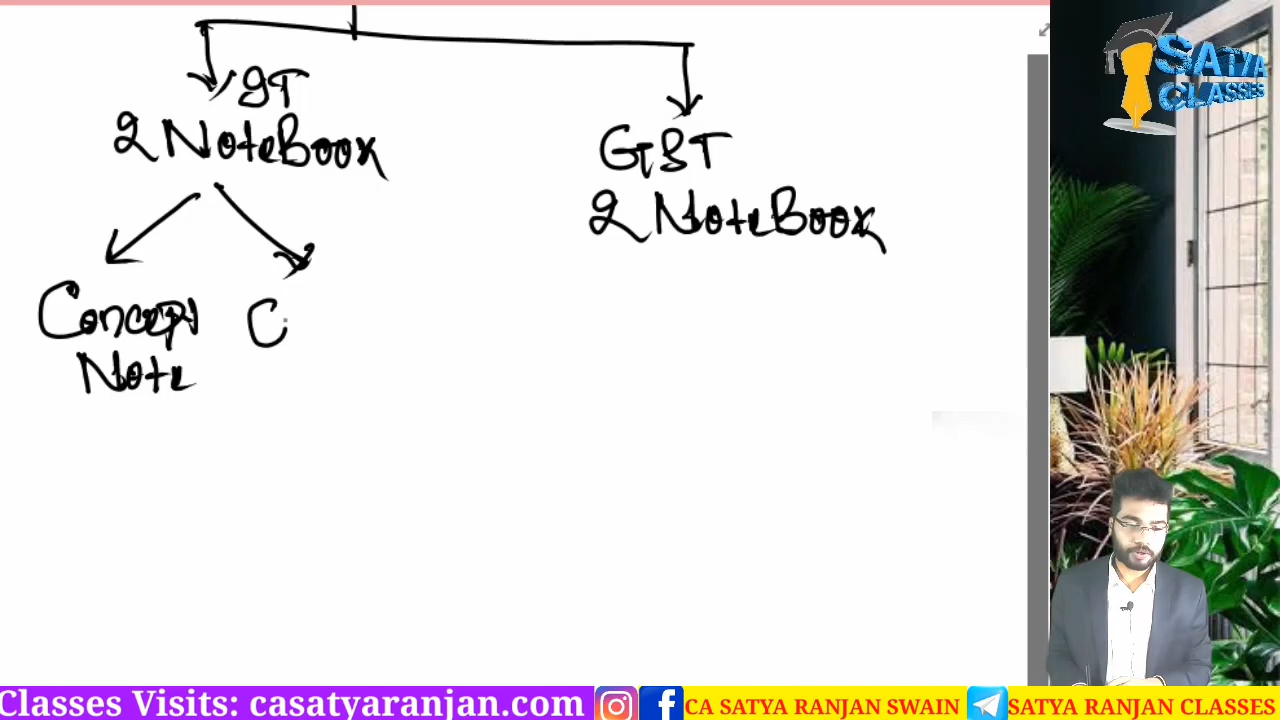 IT
2 NoteBook
GST
2 NoteBook
Concept
Note
C
SATYA
CLASSES
Classes Visits: casatyaranjan.com
CA SATYA RANJAN SWAIN
SATYA RANJAN CLASSES